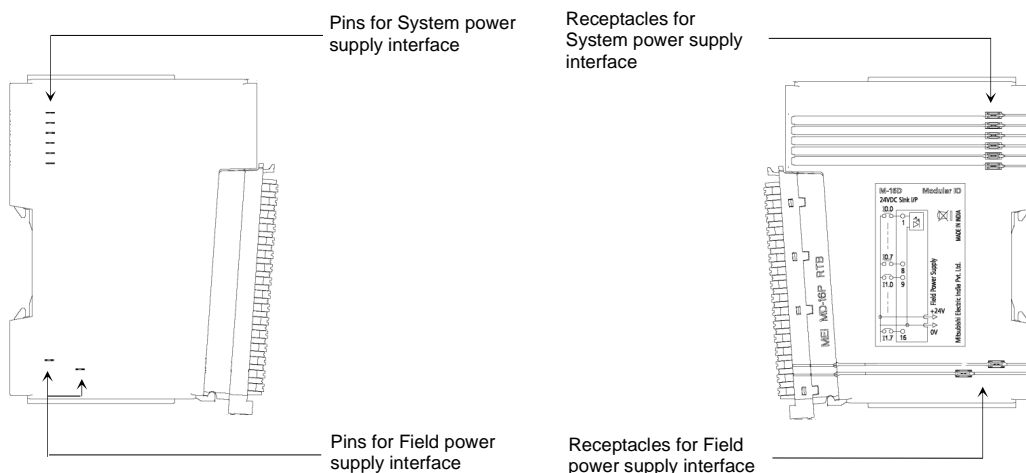 Pins for System power
supply interface
Receptacles for
System power supply
interface
M-16D Modular IO
24VDC Sink I/P
I0.0
1
MADE IN INDIA
I0.7
8
I1.0
9
Field Power Supply
+24V
0V
I1.7
16
Mitsubishi Electric India Pvt. Ltd.
MEI MD-16P RTB
Pins for Field power
supply interface
Receptacles for Field
power supply interface